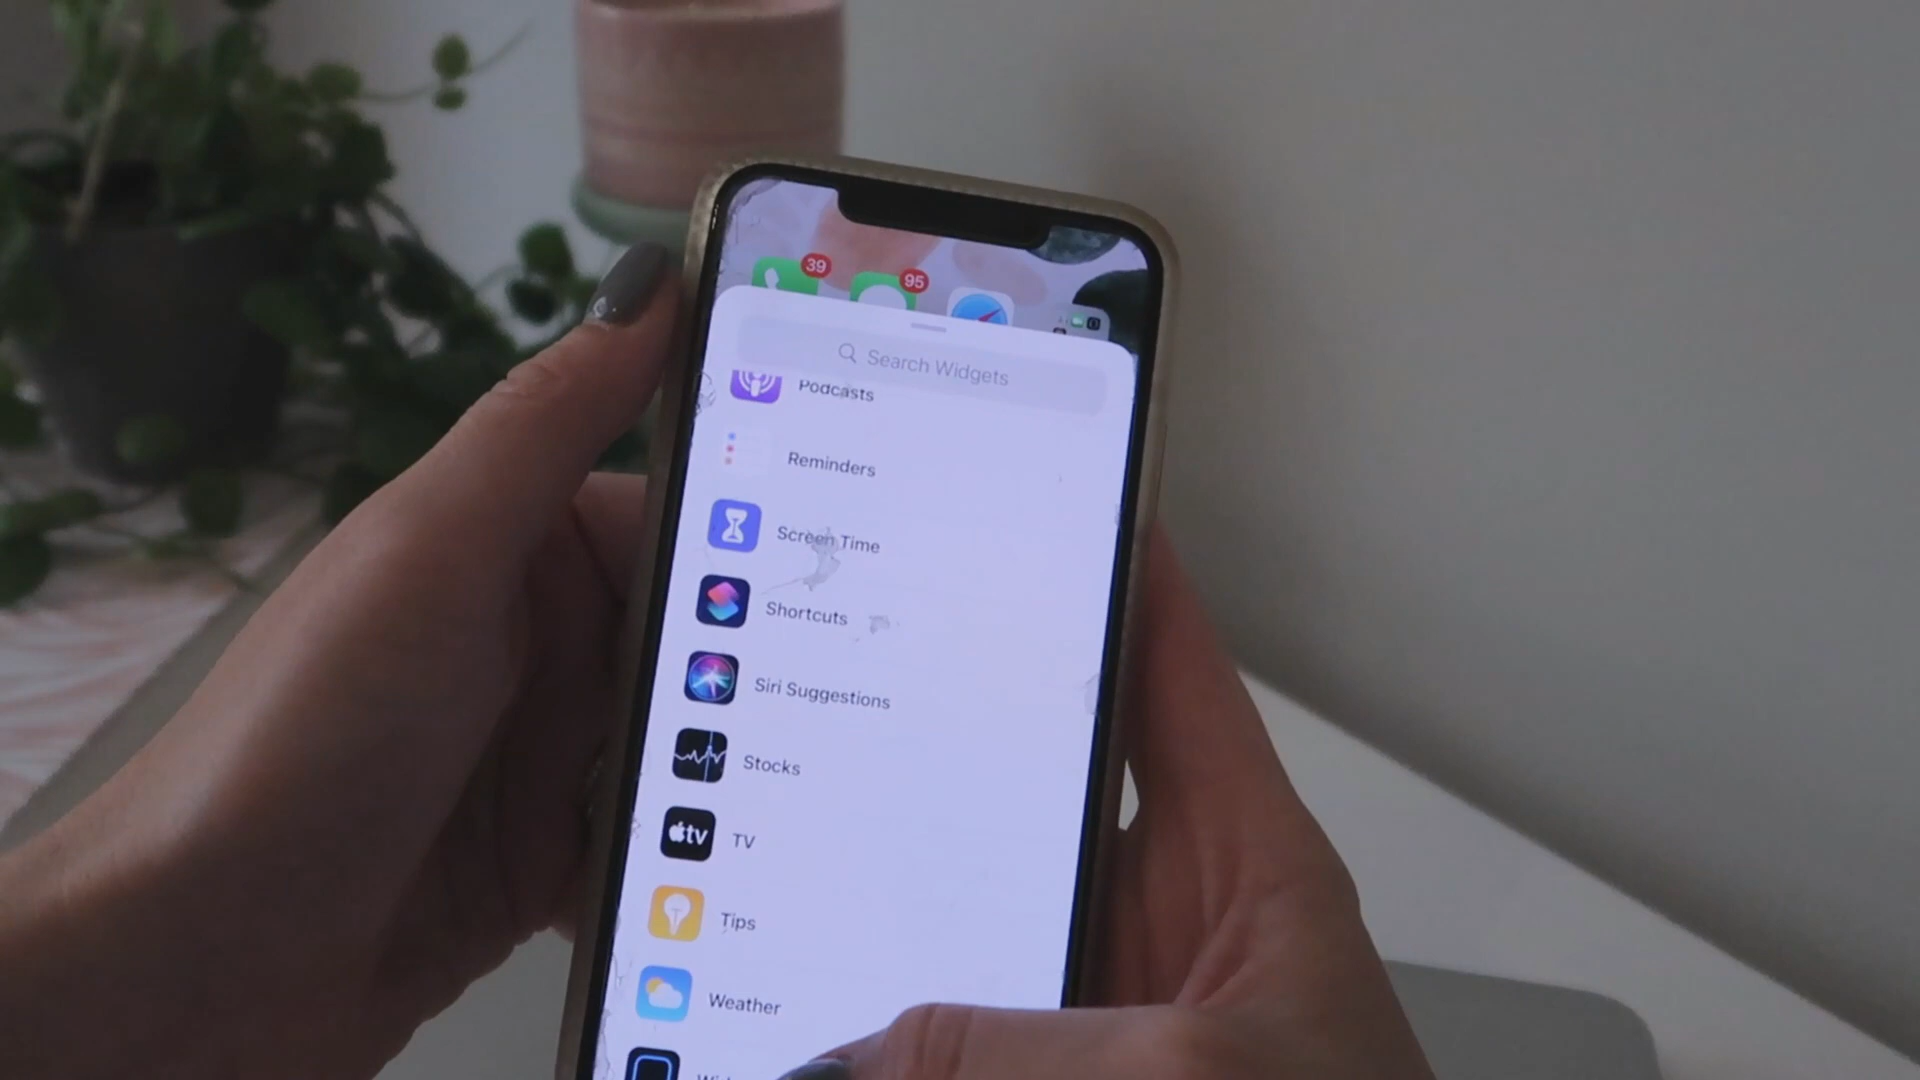 39
95
Search Widgets
Podcasts
Reminders
Screen Time
Shortcuts
Siri Suggestions
Stocks
tv
TV
Tips
Weather